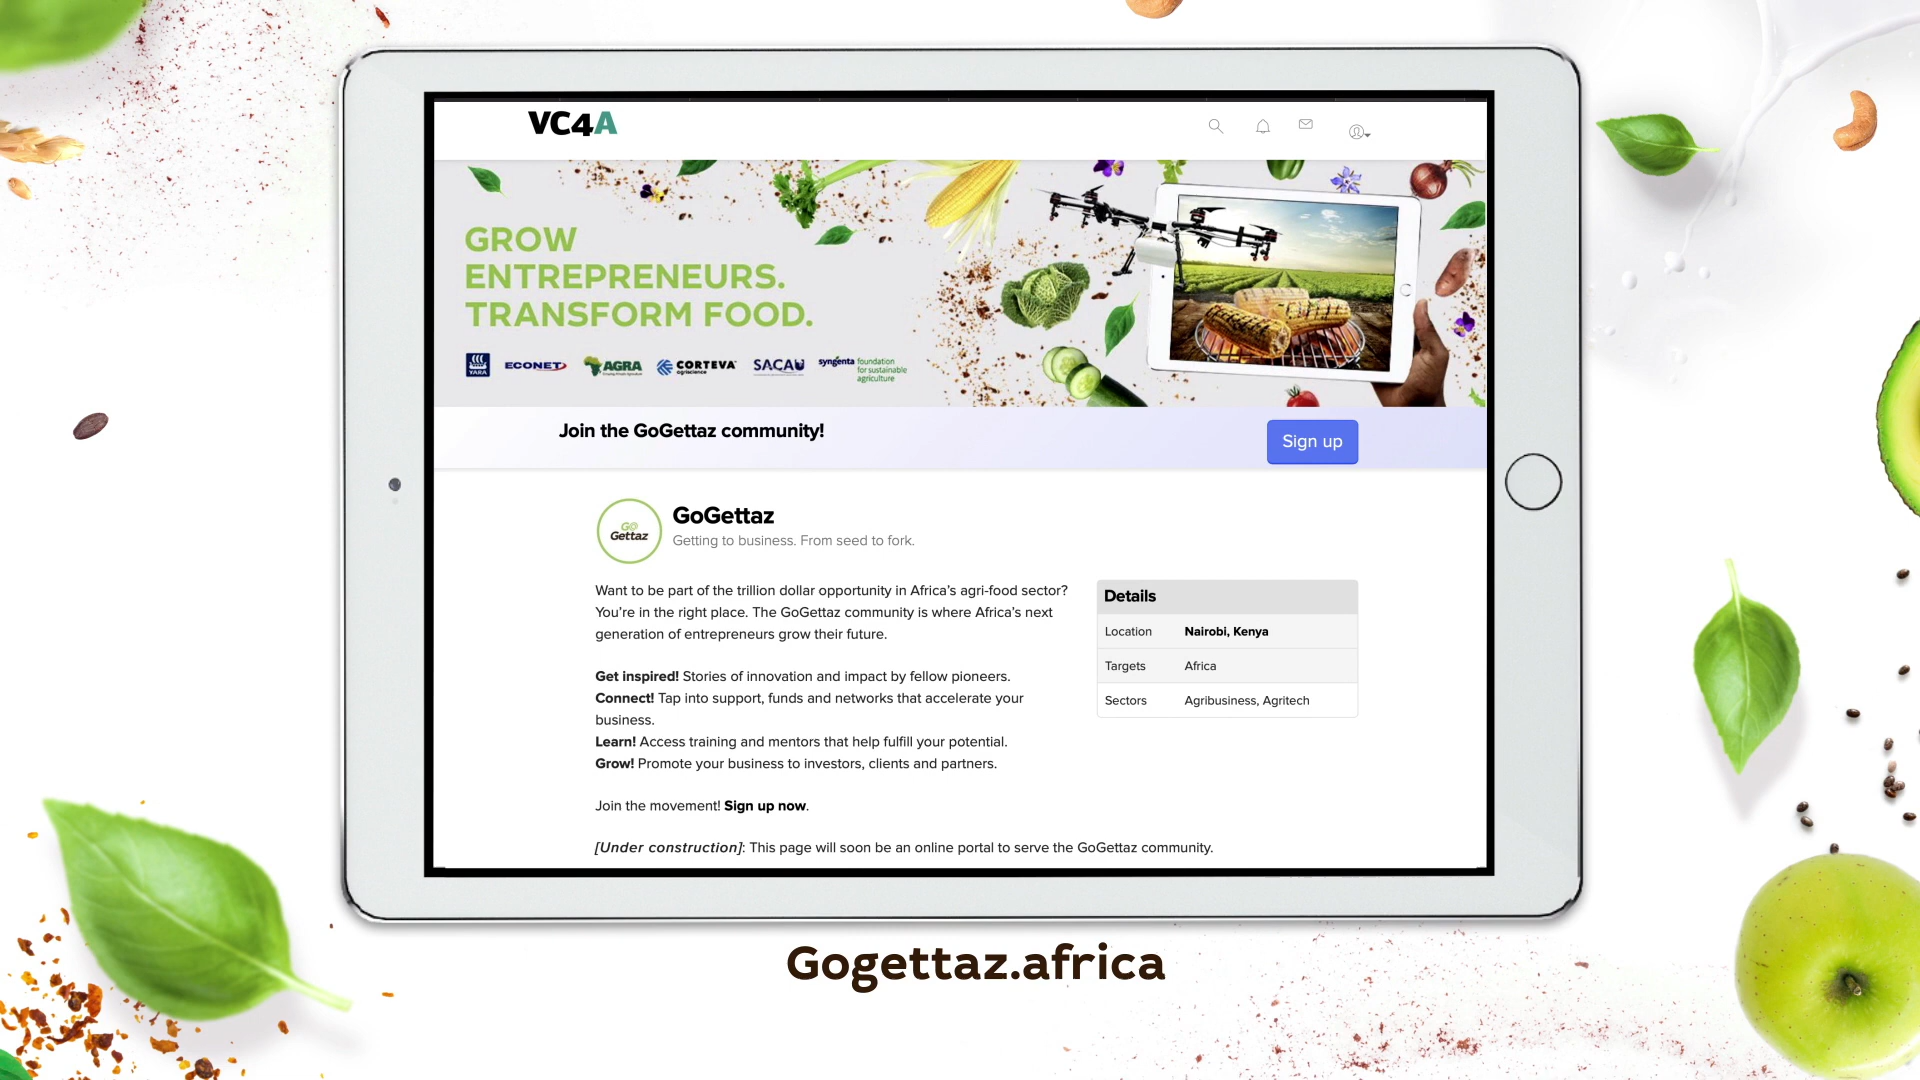 VC4A
GROW
ENTREPRENEURS.
TRANSFORM FOOD.
YARA
ECONET
AGRA
CORTEVA
agriscience
SACAU
syngenta foundation
for sustainable
agriculture
Join the GoGettaz community!
Sign up
GO
Gettaz
GoGettaz
Getting to business. From seed to fork.
Want to be part of the trillion dollar opportunity in Africa's agri-food sector?
You're in the right place. The GoGettaz community is where Africa's next
generation of entrepreneurs grow their future.
Get inspired! Stories of innovation and impact by fellow pioneers.
Connect! Tap into support, funds and networks that accelerate your
business.
Learn! Access training and mentors that help fulfill your potential.
Grow! Promote your business to investors, clients and partners.
Join the movement! Sign up now.
[Under construction]: This page will soon be an online portal to serve the GoGettaz community.
Details
Location Nairobi, Kenya
Targets Africa
Sectors Agribusiness, Agritech
Gogettaz.africa